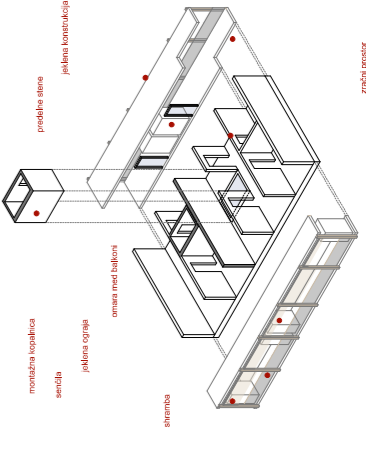 jeklena konstrukcija
predelne stene
zračni prostor
omara med balkoni
montažna kopalnica
jeklena ograja
senčila
shramba